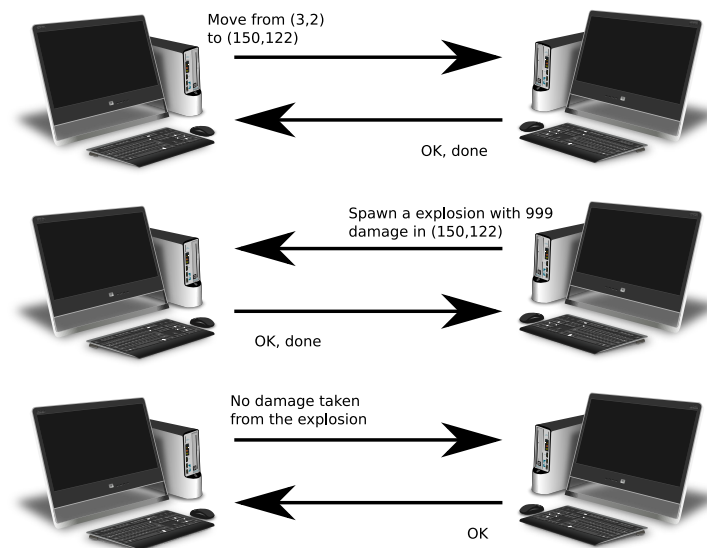 Move from (3,2)
to (150,122)
OK, done
Spawn a explosion with 999
damage in (150,122)
OK, done
No damage taken
from the explosion
OK